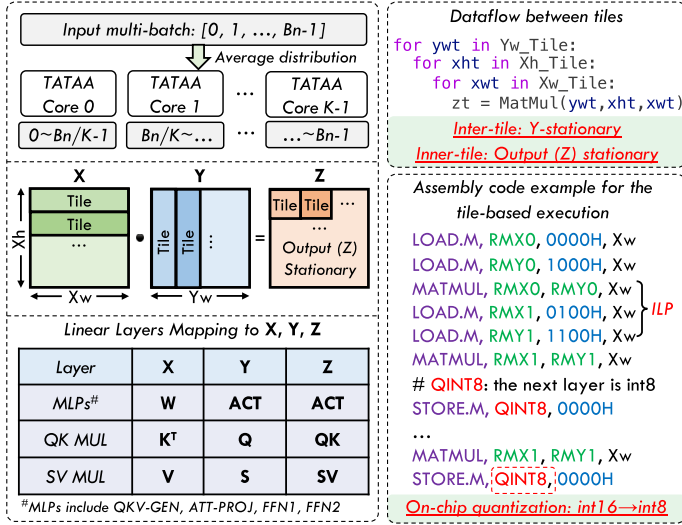 Input multi-batch: [0, 1, ..., Bn-1]
Average distribution
TATAA
Core 0
TATAA
Core 1
...
TATAA
Core K-1
0~Bn/K-1
Bn/K~...
...
...~Bn-1
X
Y
Z
Xh
Tile
Tile
...
Xw
•
Tile
Tile
...
Yw
=
Tile
Tile
...
Output (Z)
Stationary
Linear Layers Mapping to X, Y, Z
Layer X Y Z
MLPs# W ACT ACT
QK MUL Kᵀ Q QK
SV MUL V S SV
#MLPs include QKV-GEN, ATT-PROJ, FFN1, FFN2
Dataflow between tiles
for ywt in Yw_Tile:
for xht in Xh_Tile:
for xwt in Xw_Tile:
zt = MatMul(ywt,xht,xwt)
Inter-tile: Y-stationary
Inner-tile: Output (Z) stationary
Assembly code example for the
tile-based execution
LOAD.M, RMX0, 0000H, Xw
LOAD.M, RMY0, 1000H, Xw
MATMUL, RMX0, RMY0, Xw
LOAD.M, RMX1, 0100H, Xw
LOAD.M, RMY1, 1100H, Xw
ILP
MATMUL, RMX1, RMY1, Xw
# QINT8: the next layer is int8
STORE.M, QINT8, 0000H
...
MATMUL, RMX1, RMY1, Xw
STORE.M, QINT8, 0000H
On-chip quantization: int16→int8